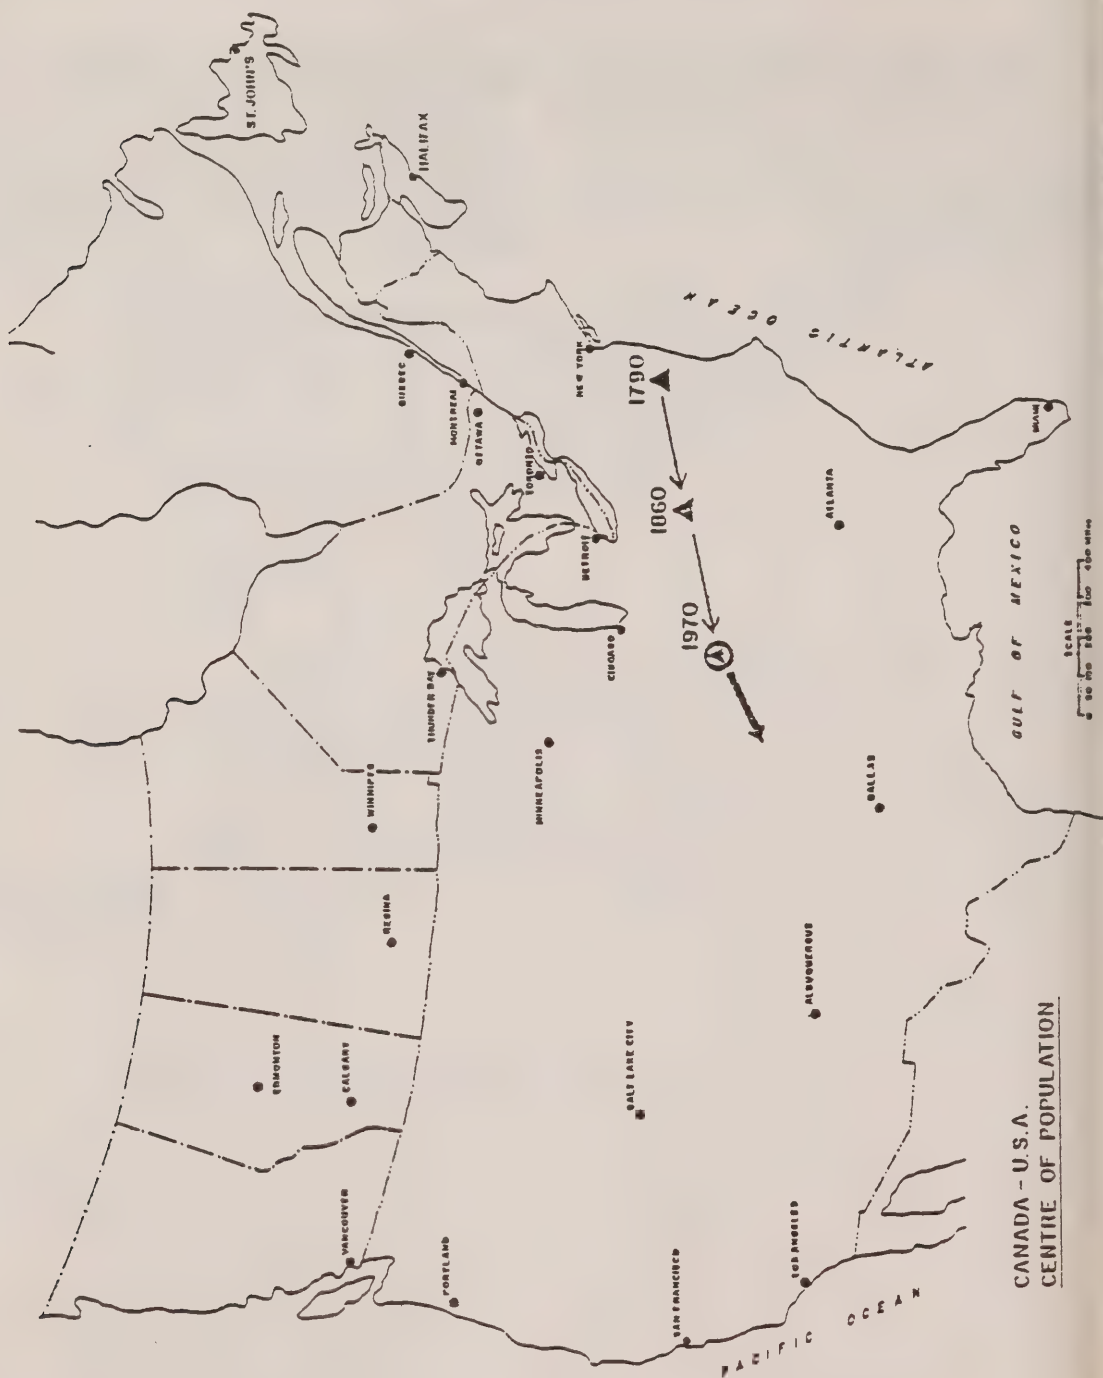 CANADA - U.S.A.
CENTRE OF POPULATION
ST. JOHN'S
HALIFAX
QUEBEC
MONTREAL
OTTAWA
TORONTO
NEW YORK
DETROIT
CHICAGO
THUNDER BAY
WINNIPEG
MINNEAPOLIS
REGINA
EDMONTON
CALGARY
VANCOUVER
PORTLAND
SALT LAKE CITY
SAN FRANCISCO
LOS ANGELES
ALBUQUERQUE
DALLAS
ATLANTA
MIAMI
1790
1860
1970
ATLANTIC OCEAN
PACIFIC OCEAN
GULF OF MEXICO
SCALE